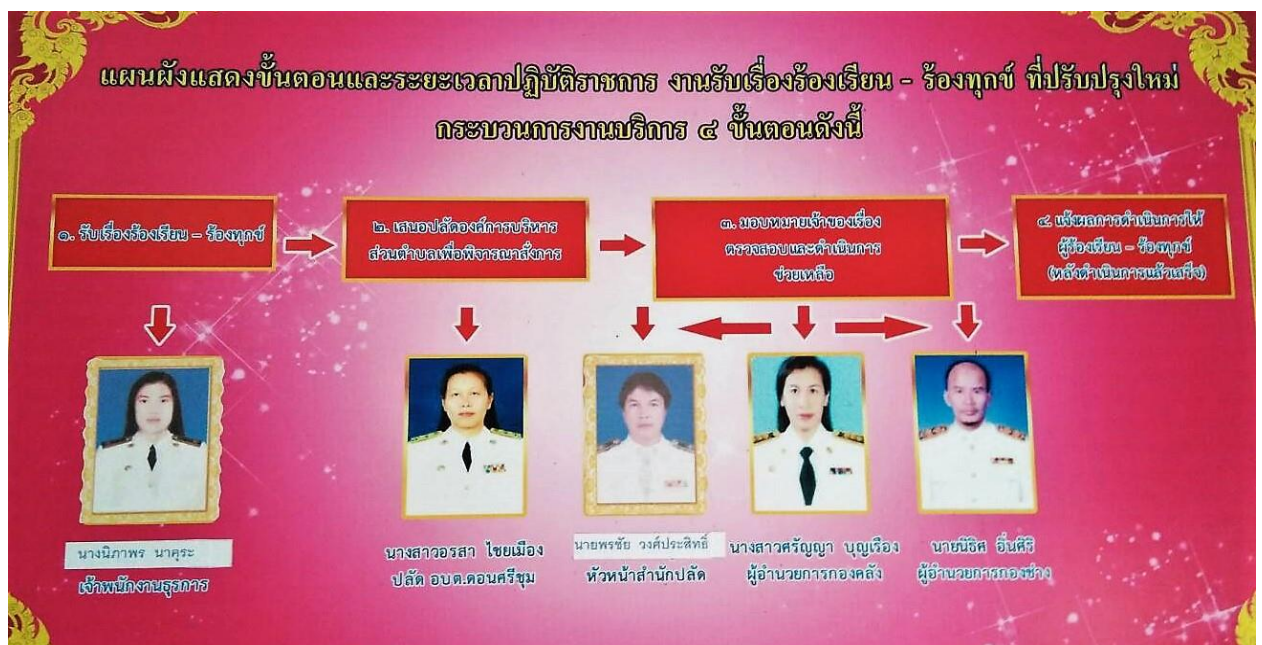 แผนผังแสดงขั้นตอนและระยะเวลาปฏิบัติราชการ งานรับเรื่องร้องเรียน - ร้องทุกข์ ที่ปรับปรุงใหม่
กระบวนการงานบริการ ๔ ขั้นตอนดังนี้
๑. รับเรื่องร้องเรียน - ร้องทุกข์
๒. เสนอปลัดองค์การบริหาร
ส่วนตำบลเพื่อพิจารณาสั่งการ
๓. มอบหมายเจ้าของเรื่อง
ตรวจสอบและดำเนินการ
ช่วยเหลือ
๔. แจ้งผลการดำเนินการให้
ผู้ร้องเรียน - ร้องทุกข์
(หลังดำเนินการแล้วเสร็จ)
นางนิภาพร นาคุระ
เจ้าพนักงานธุรการ
นางสาวอรสา ไชยเมือง
ปลัด อบต.ดอนศรีชุม
นายพรชัย วงศ์ประสิทธิ์
หัวหน้าสำนักปลัด
นางสาวศรัญญา บุญเรือง
ผู้อำนวยการกองคลัง
นายนิธิศ อิ่นศิริ
ผู้อำนวยการกองช่าง